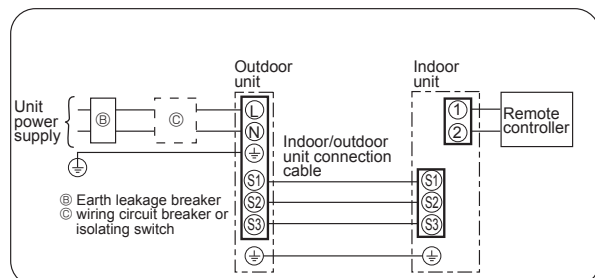 Outdoor
unit
Indoor
unit
Unit
power
supply
Ⓑ
Ⓒ
L
N
1
2
Remote
controller
Indoor/outdoor
unit connection
cable
S1
S2
S3
S1
S2
S3
Ⓑ Earth leakage breaker
Ⓒ wiring circuit breaker or
isolating switch